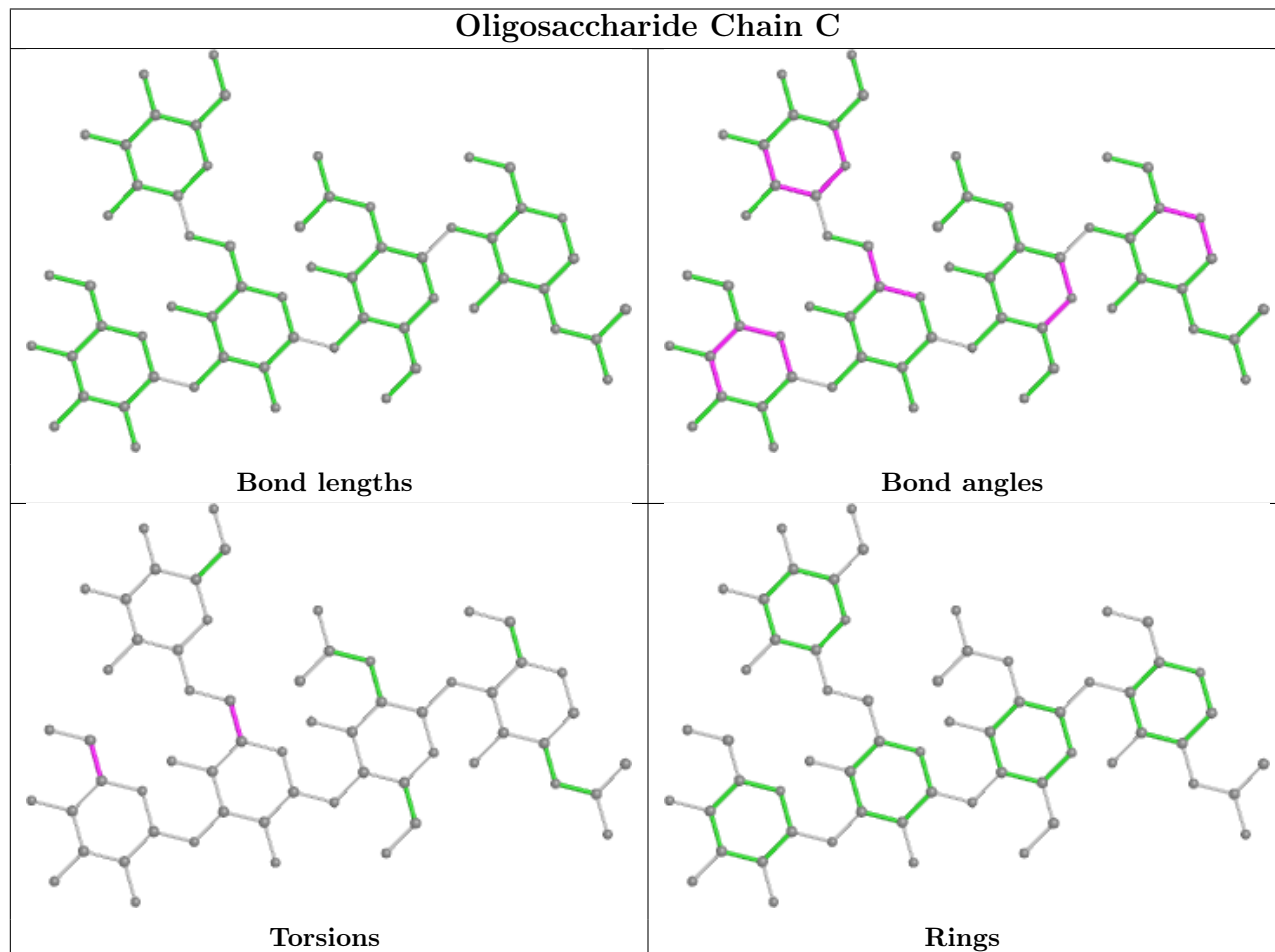 Oligosaccharide Chain C
Bond lengths
Bond angles
Torsions
Rings